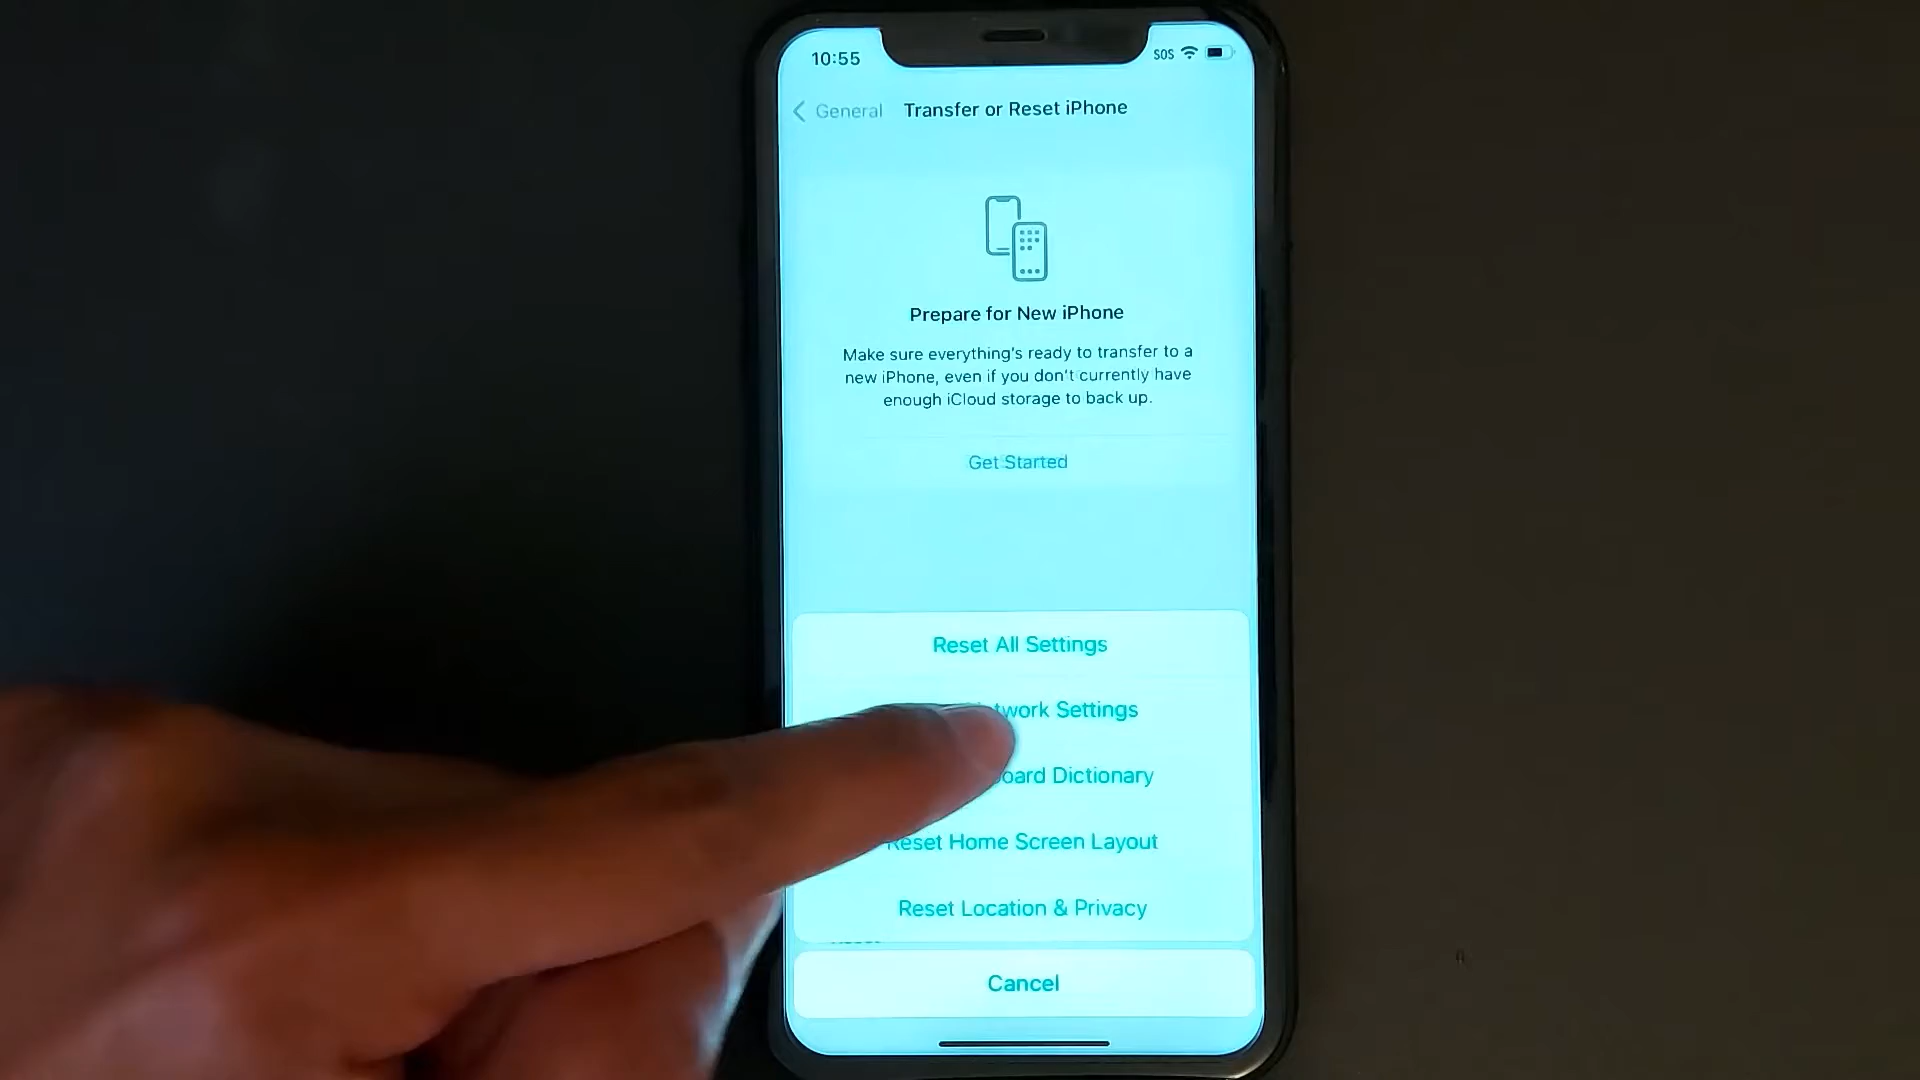 10:55
SOS
General
Transfer or Reset iPhone
Prepare for New iPhone
Make sure everything's ready to transfer to a
new iPhone, even if you don't currently have
enough iCloud storage to back up.
Get Started
Reset All Settings
Settings
Dictionary
Reset Home Screen Layout
Reset Location & Privacy
Cancel